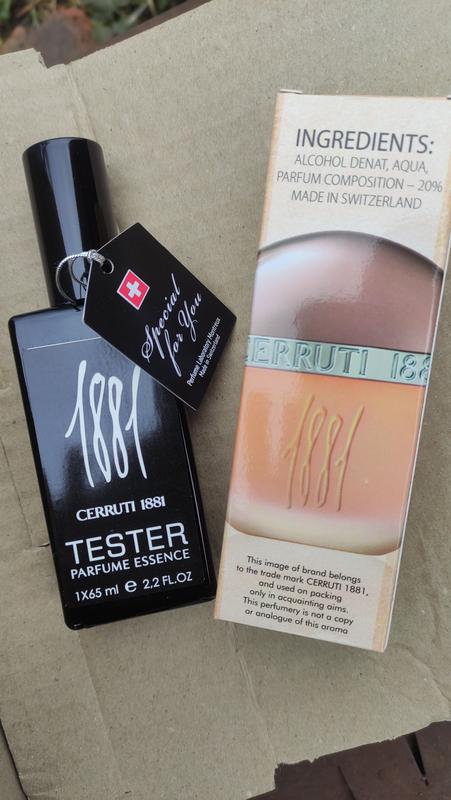 Special
for You
Perfume Laboratory Montreux
Made in Switzerland
1881
CERRUTI 1881
TESTER
PARFUME ESSENCE
1X65 ml e 2.2 FL.OZ
INGREDIENTS:
ALCOHOL DENAT, AQUA,
PARFUM COMPOSITION – 20%
MADE IN SWITZERLAND
CERRUTI 188
1881
This image of brand belongs
to the trade mark CERRUTI 1881,
and used on packing
only in acquainting aims.
This perfumery is not a copy
or analogue of this aroma